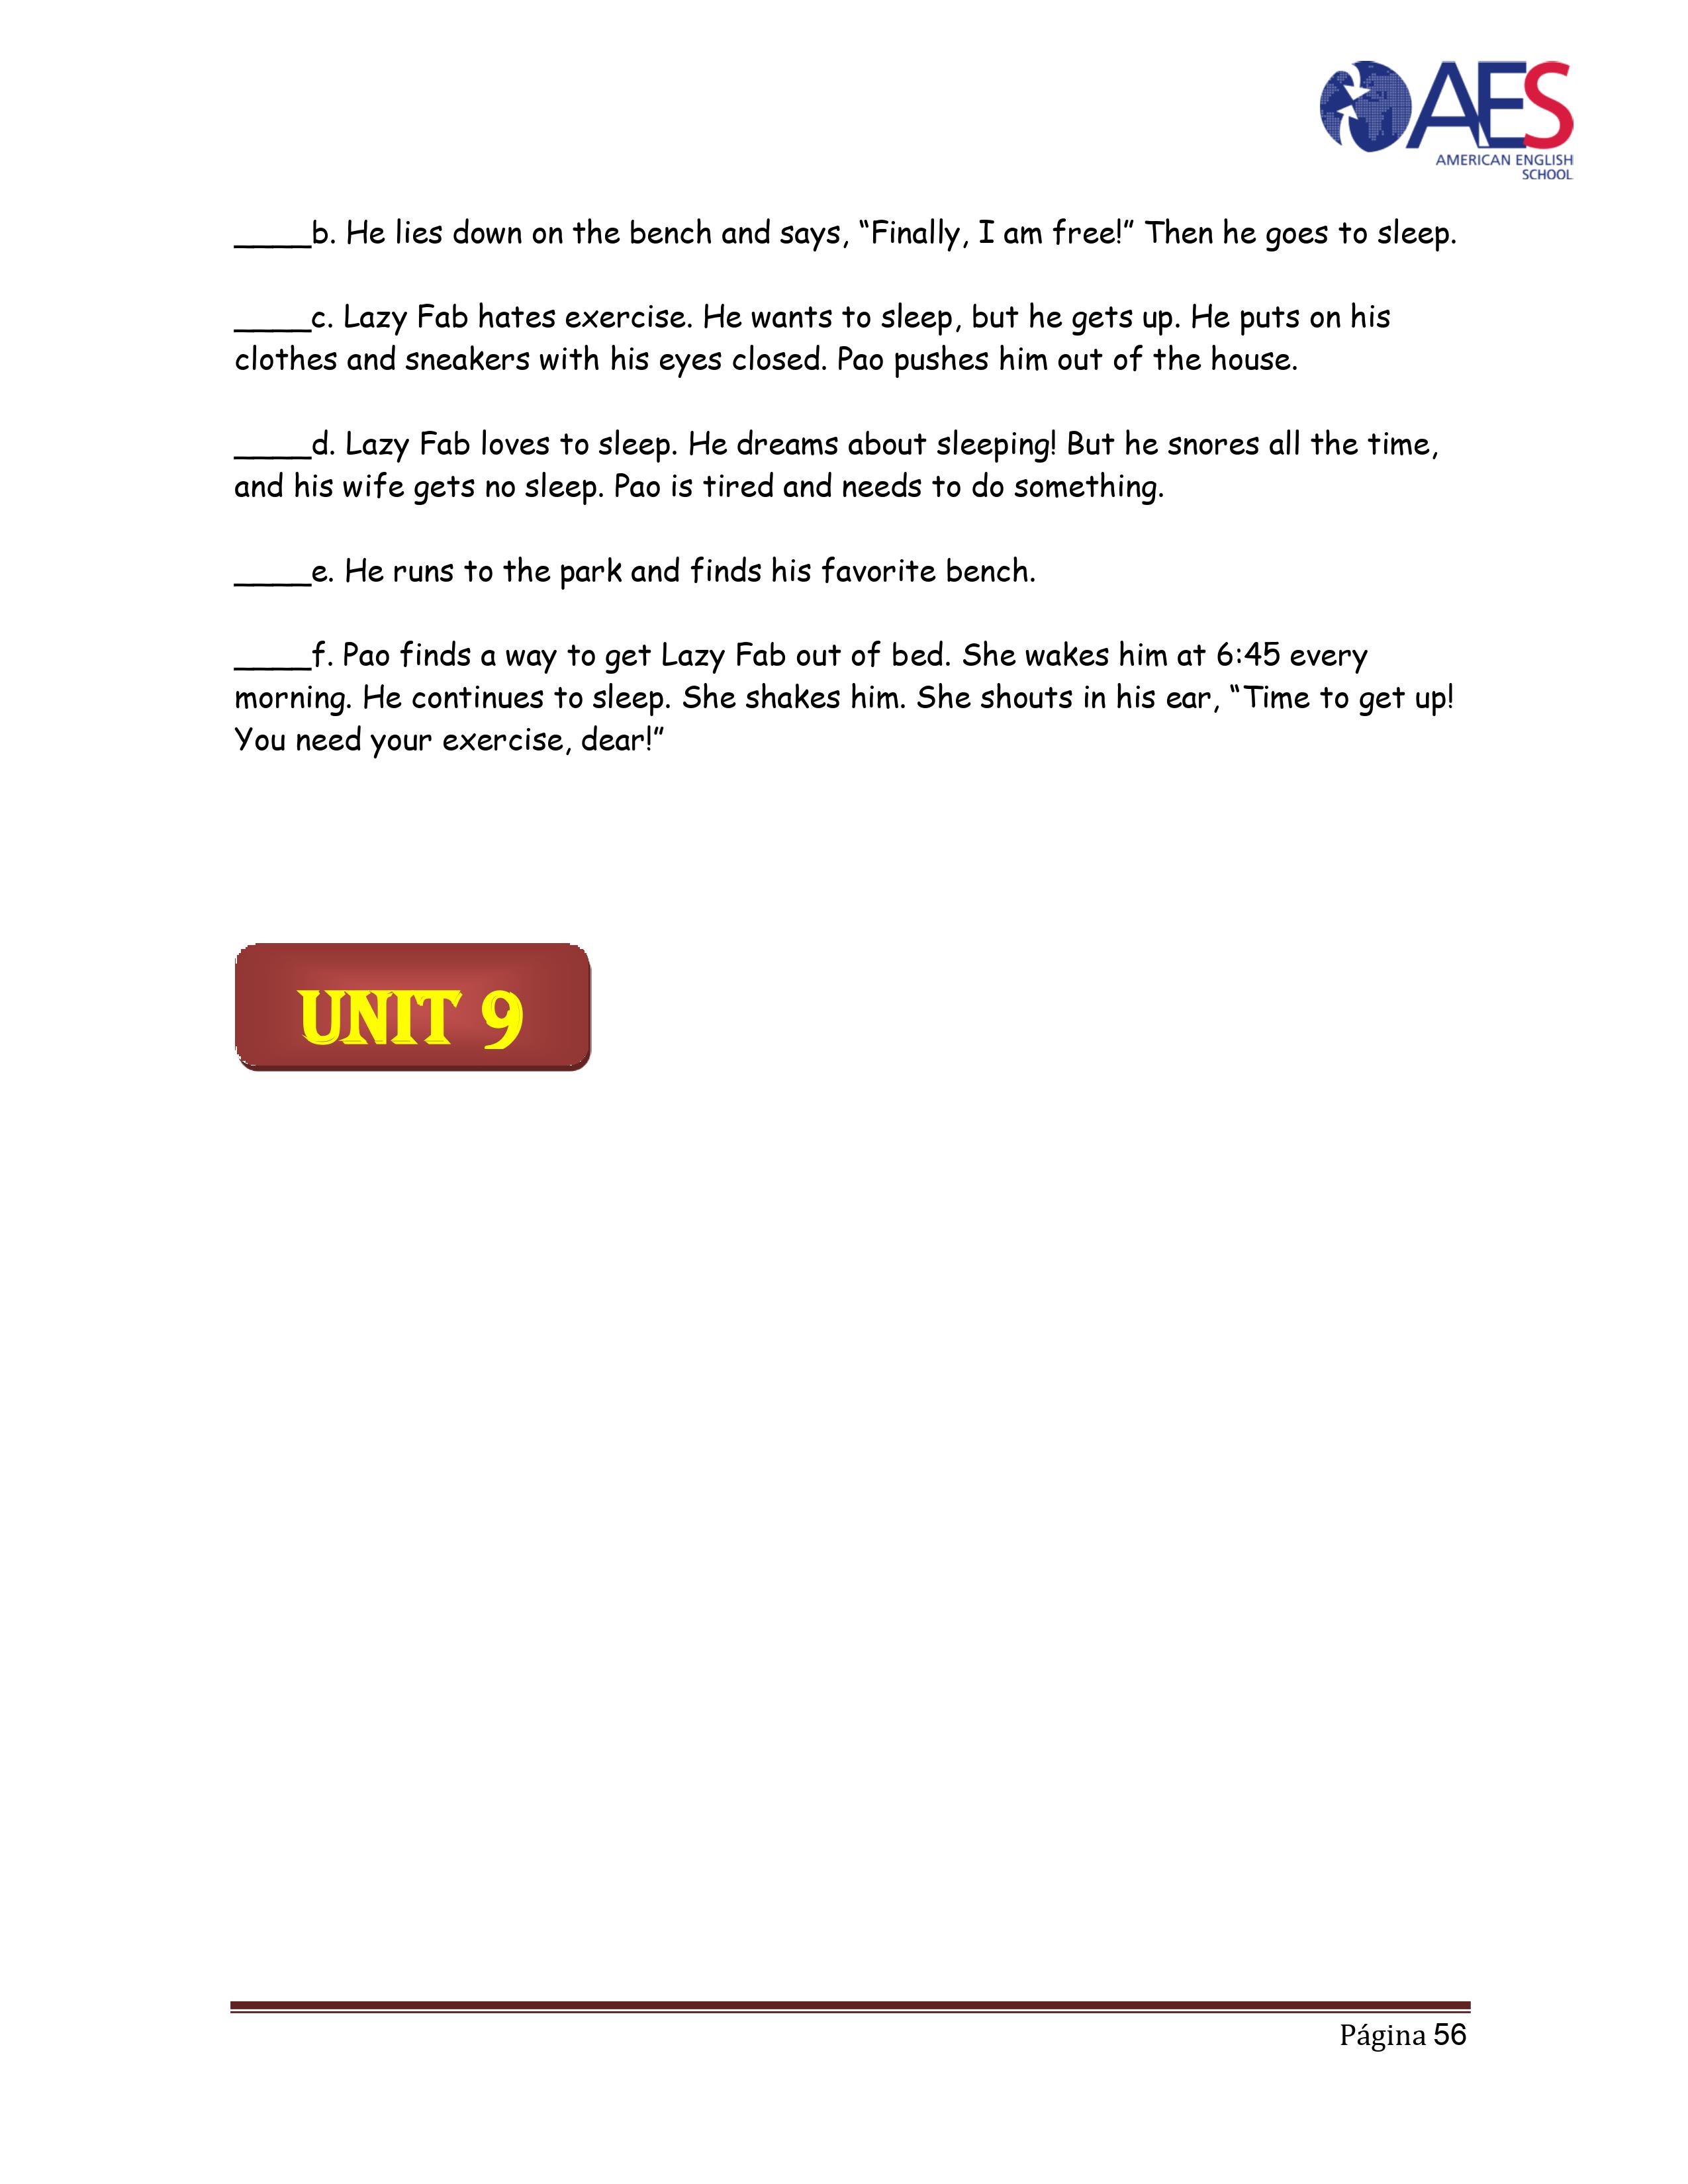 AES
AMERICAN ENGLISH
SCHOOL
____b. He lies down on the bench and says, “Finally, I am free!” Then he goes to sleep.
____c. Lazy Fab hates exercise. He wants to sleep, but he gets up. He puts on his
clothes and sneakers with his eyes closed. Pao pushes him out of the house.
____d. Lazy Fab loves to sleep. He dreams about sleeping! But he snores all the time,
and his wife gets no sleep. Pao is tired and needs to do something.
____e. He runs to the park and finds his favorite bench.
____f. Pao finds a way to get Lazy Fab out of bed. She wakes him at 6:45 every
morning. He continues to sleep. She shakes him. She shouts in his ear, “Time to get up!
You need your exercise, dear!”
UNIT 9
Página 56